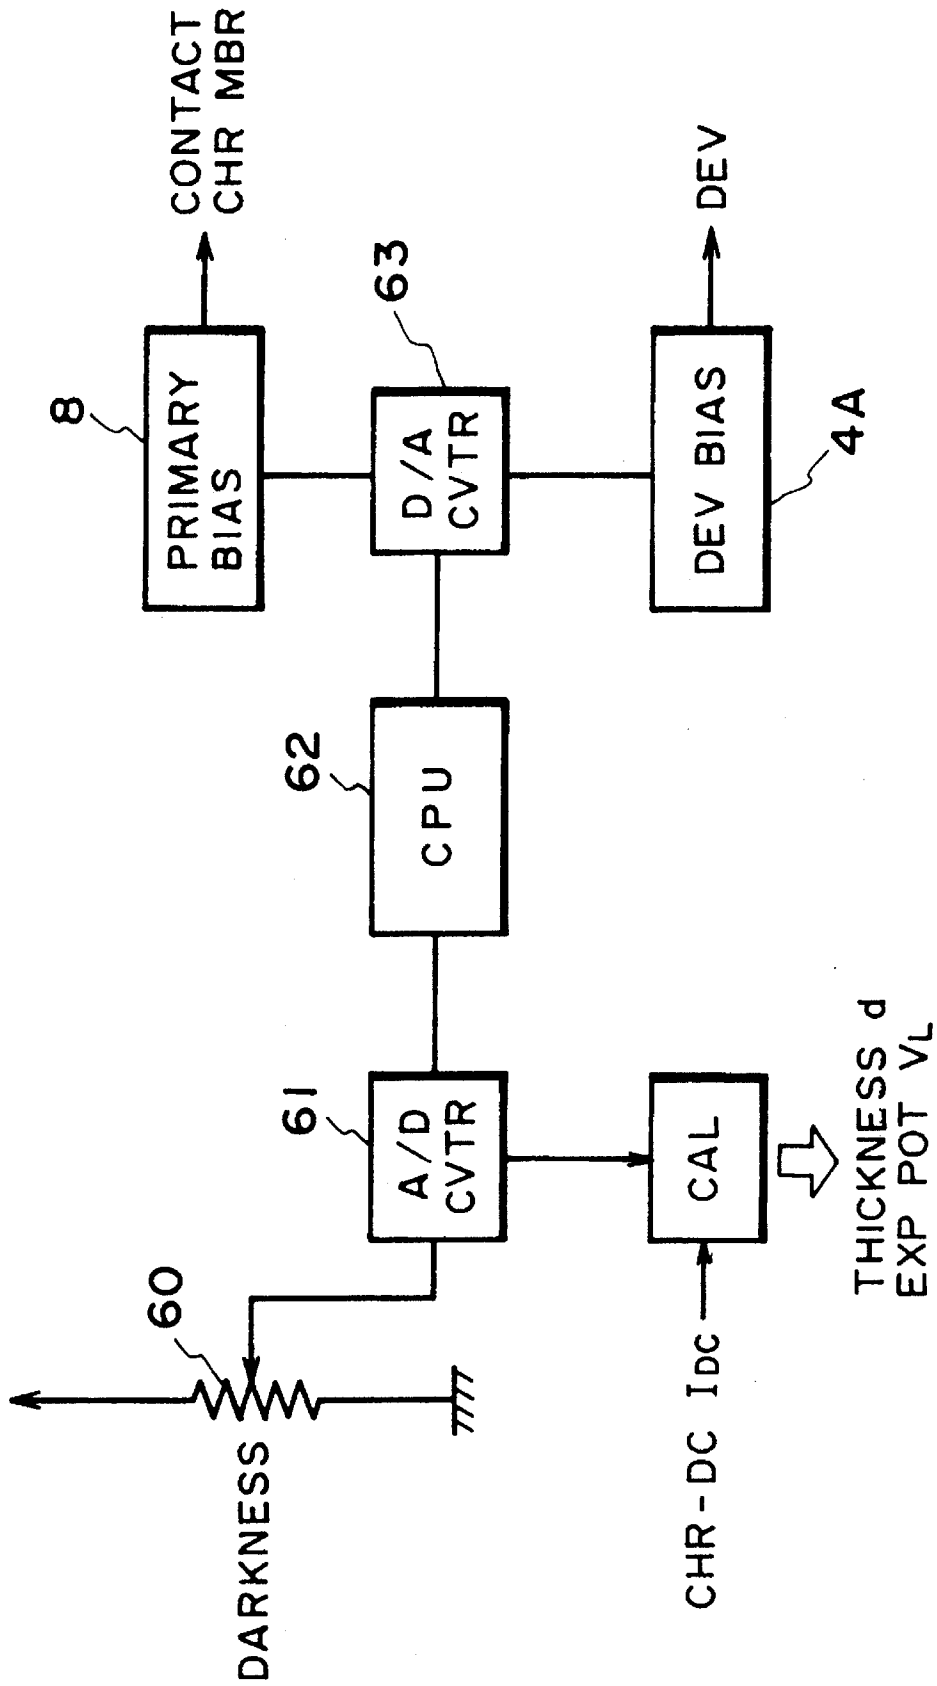 DARKNESS
60
61
A/D
CVTR
CHR-DC IDC
CAL
THICKNESS d
EXP POT VL
62
CPU
63
D/A
CVTR
8
PRIMARY
BIAS
CONTACT
CHR MBR
DEV BIAS
4A
DEV